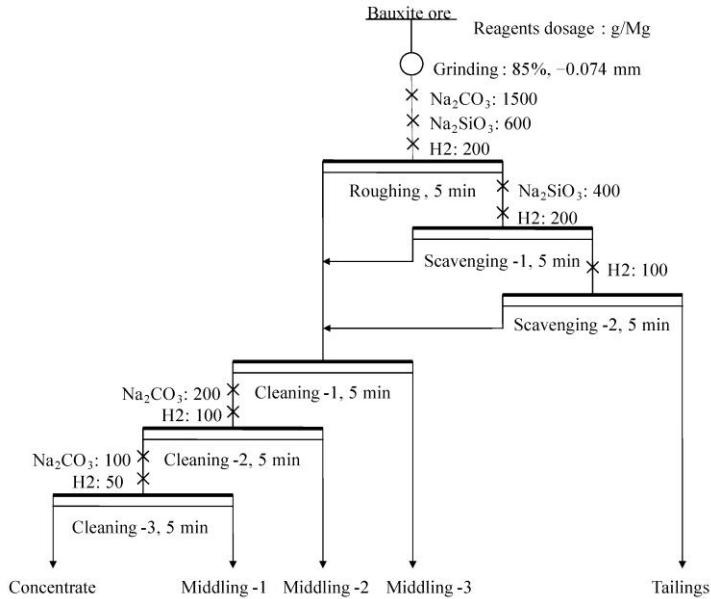 Bauxite ore
Reagents dosage : g/Mg
Grinding : 85%, −0.074 mm
Na₂CO₃: 1500
Na₂SiO₃: 600
H2: 200
Roughing , 5 min
Na₂SiO₃: 400
H2: 200
Scavenging -1, 5 min
H2: 100
Scavenging -2, 5 min
Na₂CO₃: 200
Cleaning -1, 5 min
H2: 100
Na₂CO₃: 100
Cleaning -2, 5 min
H2: 50
Cleaning -3, 5 min
Concentrate
Middling -1
Middling -2
Middling -3
Tailings